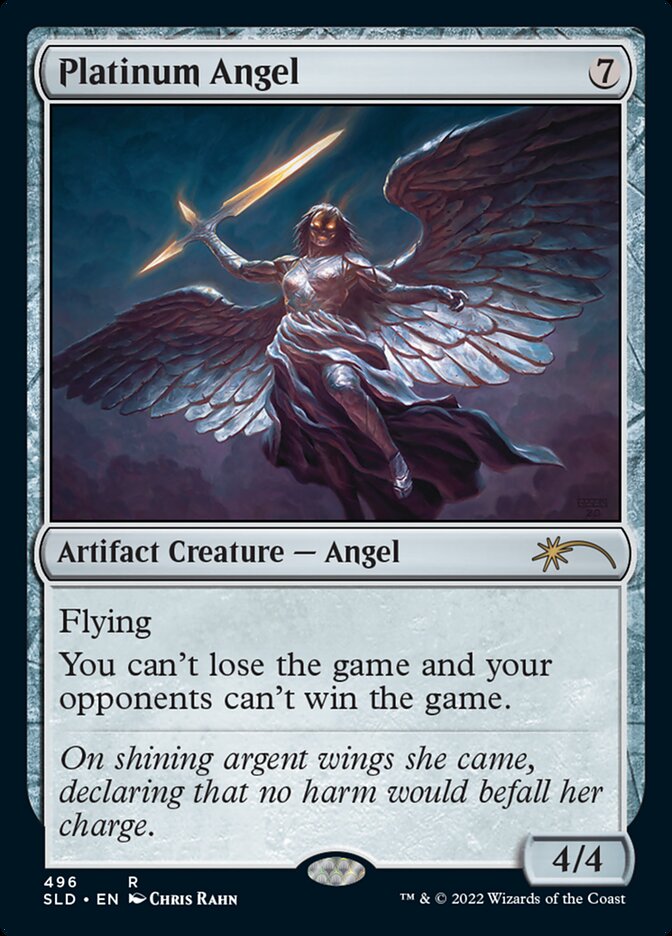 Platinum Angel 7
Artifact Creature — Angel
Flying
You can't lose the game and your
opponents can't win the game.
On shining argent wings she came,
declaring that no harm would befall her
charge.
4/4
496 R
SLD • EN Chris Rahn
™ & © 2022 Wizards of the Coast